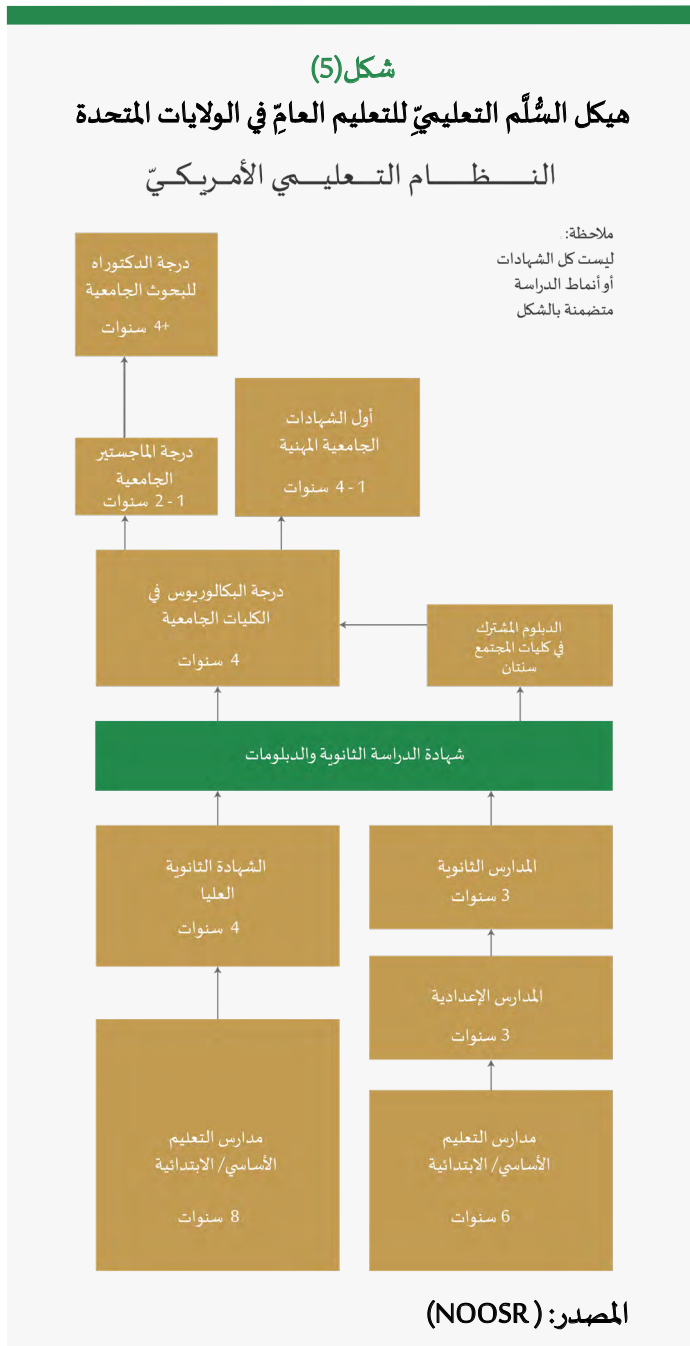 شكل(5)
هيكل السُّلَّم التعليميِّ للتعليم العامِّ في الولايات المتحدة
النـــــظـــــام التـــعليـــمي الأمـريـكـيّ
ملاحظة:
ليست كل الشهادات
أو أنماط الدراسة
متضمنة بالشكل
درجة الدكتوراه
للبحوث الجامعية
+4 سنوات
أول الشهادات
الجامعية المهنية
1 - 4 سنوات
درجة الماجستير
الجامعية
1 - 2 سنوات
درجة البكالوريوس في
الكليات الجامعية
4 سنوات
الدبلوم المشترك
في كليات المجتمع
سنتان
شهادة الدراسة الثانوية والدبلومات
المدارس الثانوية
3 سنوات
الشهادة الثانوية
العليا
4 سنوات
المدارس الإعدادية
3 سنوات
مدارس التعليم
الأساسي/ الابتدائية
6 سنوات
مدارس التعليم
الأساسي/ الابتدائية
8 سنوات
المصدر: (NOOSR)